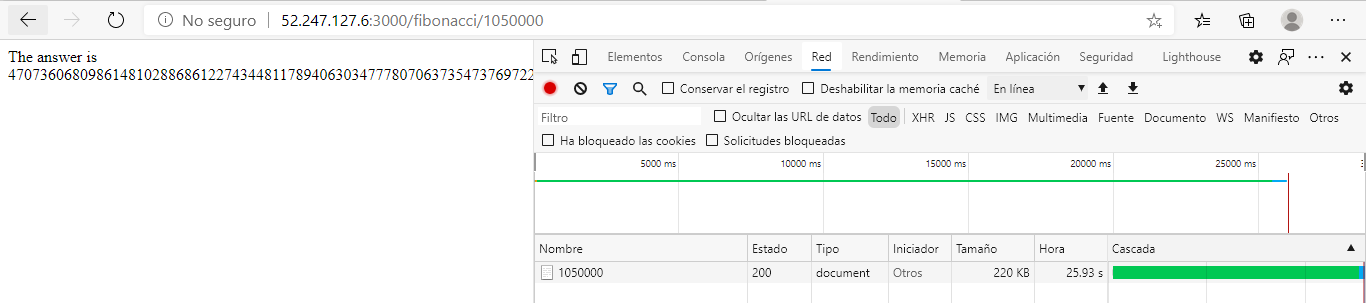 No seguro 52.247.127.6:3000/fibonacci/1050000
The answer is
470736068098614810288686122743448117894063034777807063735473769722
Elementos Consola Orígenes Red Rendimiento Memoria Aplicación Seguridad Lighthouse
Conservar el registro Deshabilitar la memoria caché En línea
Filtro Ocultar las URL de datos Todo XHR JS CSS IMG Multimedia Fuente Documento WS Manifiesto Otros
Ha bloqueado las cookies Solicitudes bloqueadas
5000 ms 10000 ms 15000 ms 20000 ms 25000 ms
Nombre Estado Tipo Iniciador Tamaño Hora Cascada
1050000 200 document Otros 220 KB 25.93 s